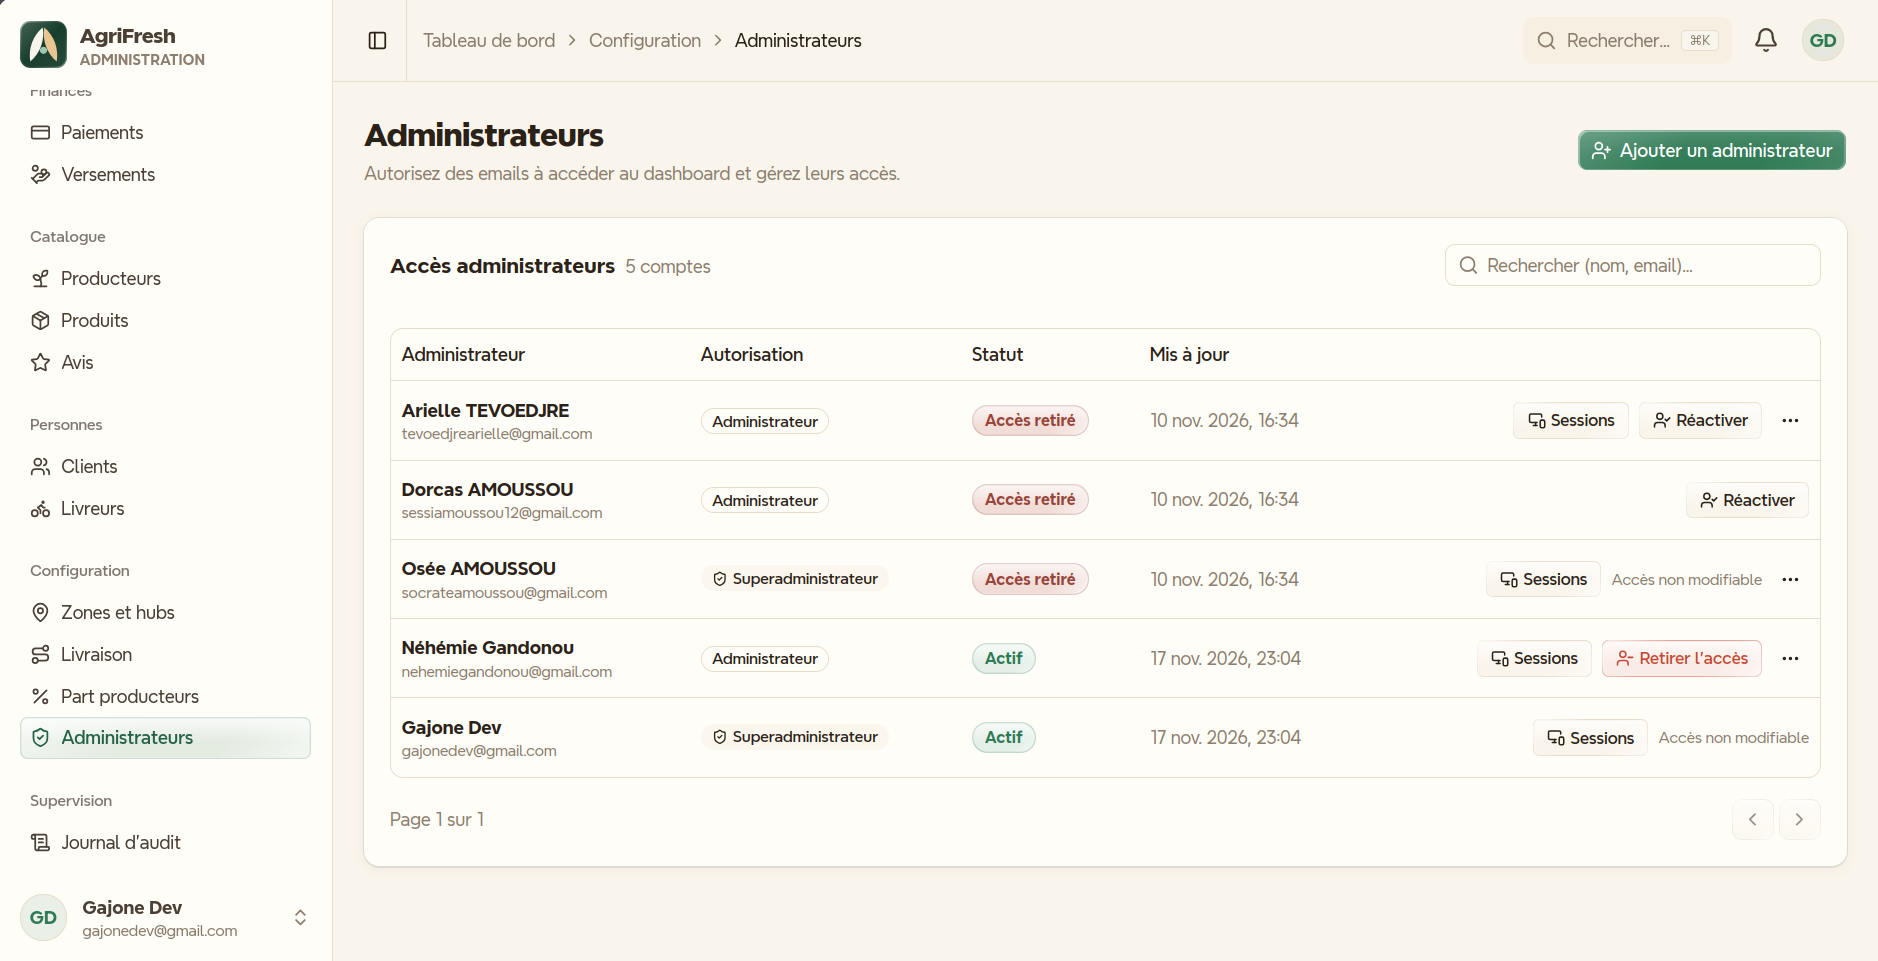 AgriFresh
ADMINISTRATION
Finances
Paiements
Versements
Catalogue
Producteurs
Produits
Avis
Personnes
Clients
Livreurs
Configuration
Zones et hubs
Livraison
Part producteurs
Administrateurs
Supervision
Journal d'audit
GD
Gajone Dev
gajonedev@gmail.com
Tableau de bord > Configuration > Administrateurs
Rechercher... ⌘K
GD
Administrateurs
Autorisez des emails à accéder au dashboard et gérez leurs accès.
Ajouter un administrateur
Accès administrateurs 5 comptes
Rechercher (nom, email)...
Administrateur Autorisation Statut Mis à jour
Arielle TEVOEDJRE
tevoedjrearielle@gmail.com
Administrateur Accès retiré 10 nov. 2026, 16:34 Sessions Réactiver
Dorcas AMOUSSOU
sessiamoussou12@gmail.com
Administrateur Accès retiré 10 nov. 2026, 16:34 Réactiver
Osée AMOUSSOU
socrateamoussou@gmail.com
Superadministrateur Accès retiré 10 nov. 2026, 16:34 Sessions Accès non modifiable
Néhémie Gandonou
nehemiegandonou@gmail.com
Administrateur Actif 17 nov. 2026, 23:04 Sessions Retirer l'accès
Gajone Dev
gajonedev@gmail.com
Superadministrateur Actif 17 nov. 2026, 23:04 Sessions Accès non modifiable
Page 1 sur 1